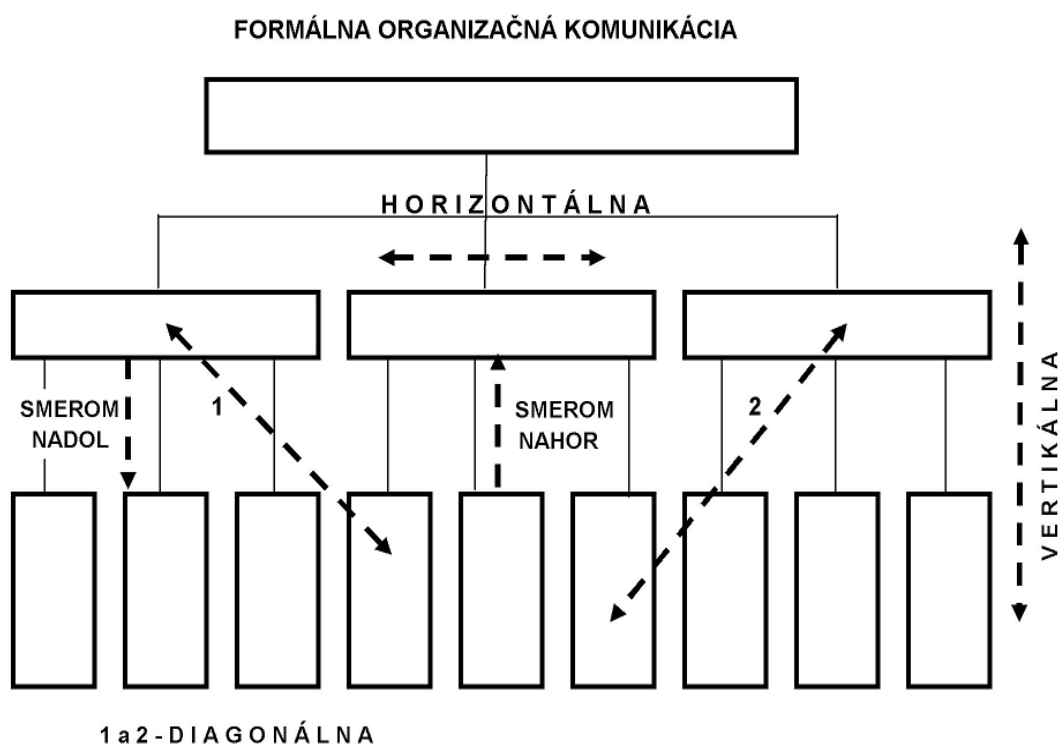 FORMÁLNA ORGANIZAČNÁ KOMUNIKÁCIA
HORIZONTÁLNA
SMEROM
NADOL
1
SMEROM
NAHOR
2
VERTIKÁLNA
1 a 2 - DIAGONÁLNA